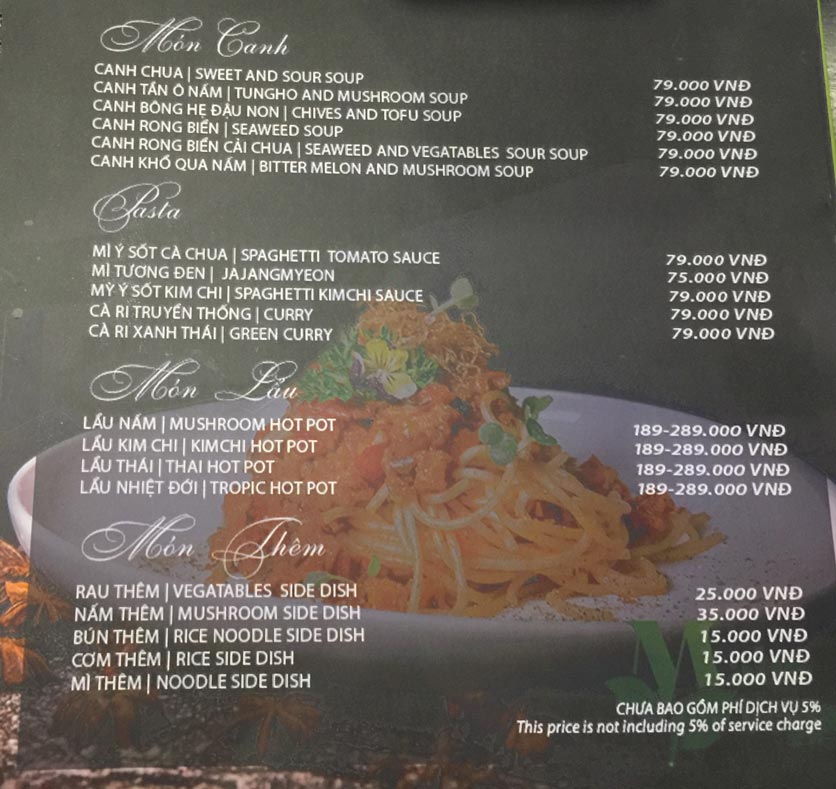 Món Canh
CANH CHUA | SWEET AND SOUR SOUP 79.000 VNĐ
CANH TẦN Ô NẤM | TUNGHO AND MUSHROOM SOUP 79.000 VNĐ
CANH BÔNG HẸ ĐẬU NON | CHIVES AND TOFU SOUP 79.000 VNĐ
CANH RONG BIỂN | SEAWEED SOUP 79.000 VNĐ
CANH RONG BIỂN CẢI CHUA | SEAWEED AND VEGATABLES SOUR SOUP 79.000 VNĐ
CANH KHỔ QUA NẤM | BITTER MELON AND MUSHROOM SOUP 79.000 VNĐ
Pasta
MÌ Ý SỐT CÀ CHUA | SPAGHETTI TOMATO SAUCE 79.000 VNĐ
MÌ TƯƠNG ĐEN | JAJANGMYEON 75.000 VNĐ
MỲ Ý SỐT KIM CHI | SPAGHETTI KIMCHI SAUCE 79.000 VNĐ
CÀ RI TRUYỀN THỐNG | CURRY 79.000 VNĐ
CÀ RI XANH THÁI | GREEN CURRY 79.000 VNĐ
Món Lẩu
LẨU NẤM | MUSHROOM HOT POT 189-289.000 VNĐ
LẨU KIM CHI | KIMCHI HOT POT 189-289.000 VNĐ
LẨU THÁI | THAI HOT POT 189-289.000 VNĐ
LẨU NHIỆT ĐỚI | TROPIC HOT POT 189-289.000 VNĐ
Món Thêm
RAU THÊM | VEGATABLES SIDE DISH 25.000 VNĐ
NẤM THÊM | MUSHROOM SIDE DISH 35.000 VNĐ
BÚN THÊM | RICE NOODLE SIDE DISH 15.000 VNĐ
CƠM THÊM | RICE SIDE DISH 15.000 VNĐ
MÌ THÊM | NOODLE SIDE DISH 15.000 VNĐ
CHƯA BAO GỒM PHÍ DỊCH VỤ 5%
This price is not including 5% of service charge